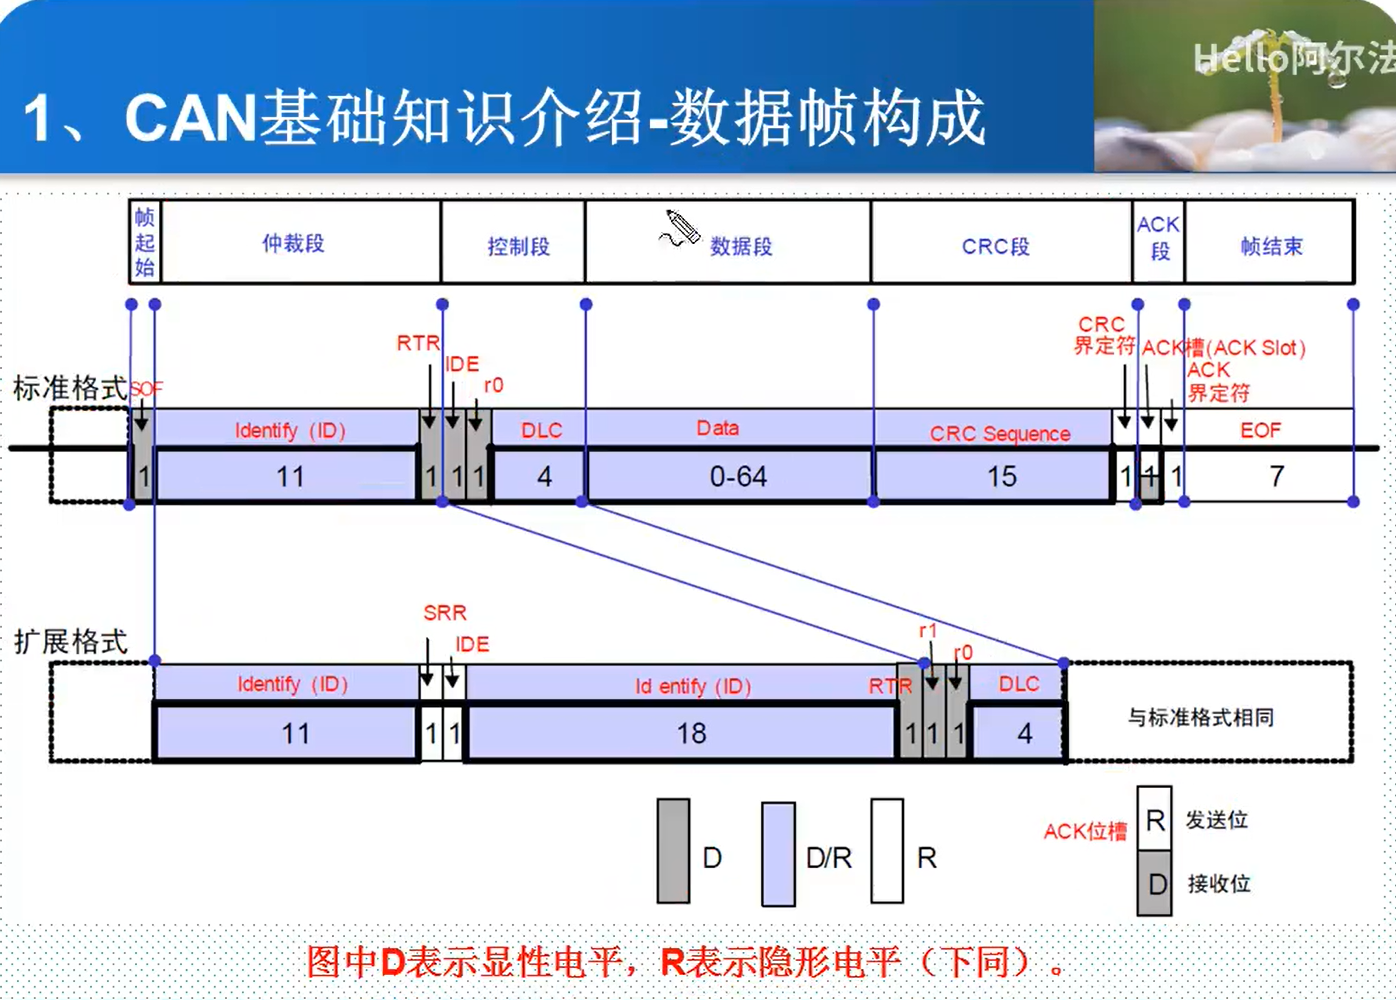 Hello阿尔法
1、CAN基础知识介绍-数据帧构成
帧起始
仲裁段
控制段
数据段
CRC段
ACK段
帧结束
RTR
IDE
r0
CRC
界定符
ACK槽(ACK Slot)
ACK
界定符
标准格式
SOF
Identify (ID)
DLC
Data
CRC Sequence
EOF
1
11
1
1
1
4
0-64
15
1
1
1
7
SRR
IDE
r1
r0
扩展格式
Identify (ID)
Id entify (ID)
RTR
DLC
11
1
1
18
1
1
1
4
与标准格式相同
D
D/R
R
ACK位槽
R
发送位
D
接收位
图中D表示显性电平，R表示隐形电平（下同）。